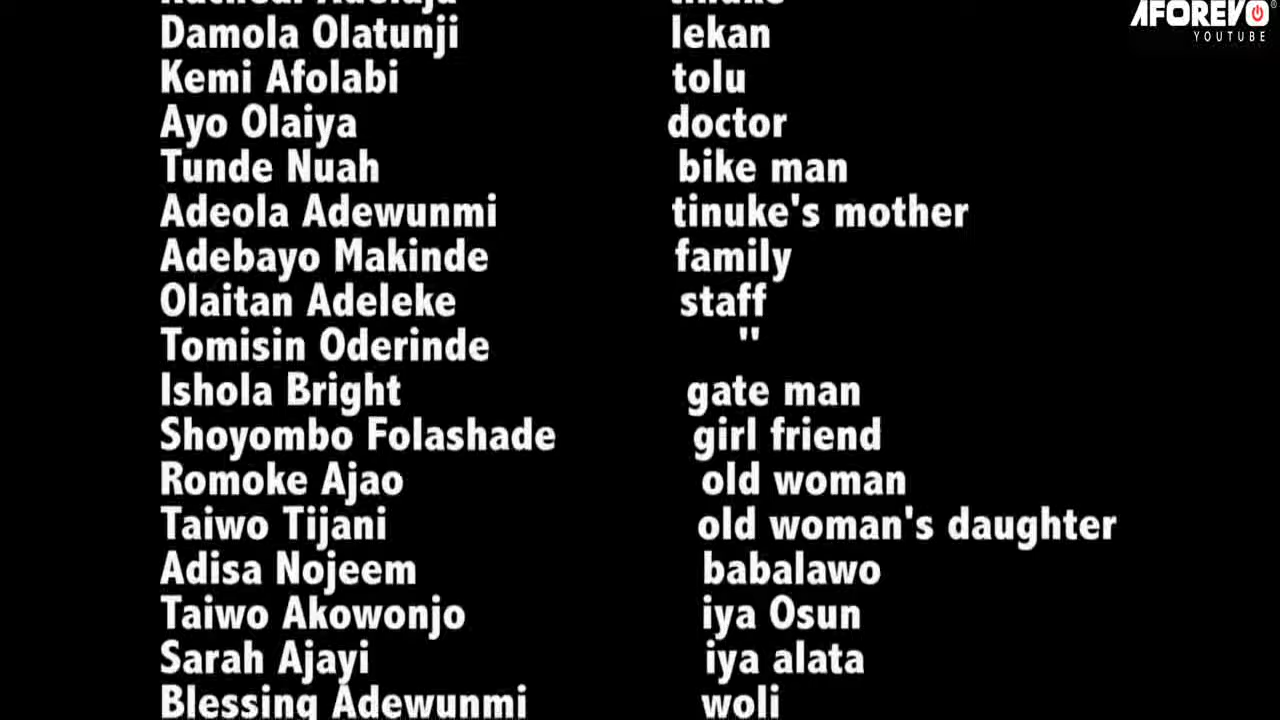 AFOREVO
YOUTUBE
Damola Olatunji lekan
Kemi Afolabi tolu
Ayo Olaiya doctor
Tunde Nuah bike man
Adeola Adewunmi tinuke's mother
Adebayo Makinde family
Olaitan Adeleke staff
Tomisin Oderinde "
Ishola Bright gate man
Shoyombo Folashade girl friend
Romoke Ajao old woman
Taiwo Tijani old woman's daughter
Adisa Nojeem babalawo
Taiwo Akowonjo iya Osun
Sarah Ajayi iya alata
Blessing Adewunmi woli